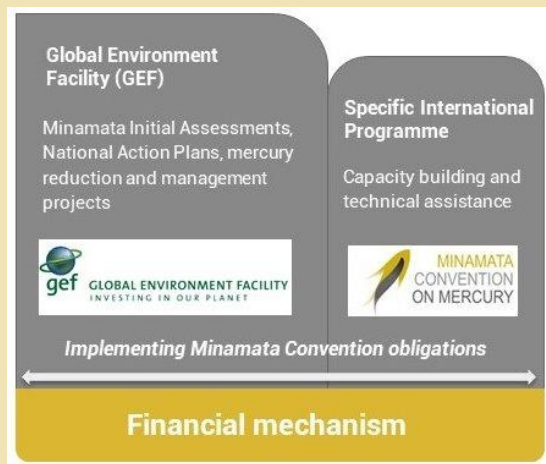 Global Environment
Facility (GEF)
Minamata Initial Assessments,
National Action Plans, mercury
reduction and management
projects
gef GLOBAL ENVIRONMENT FACILITY
INVESTING IN OUR PLANET
Specific International
Programme
Capacity building and
technical assistance
MINAMATA
CONVENTION
ON MERCURY
Implementing Minamata Convention obligations
Financial mechanism